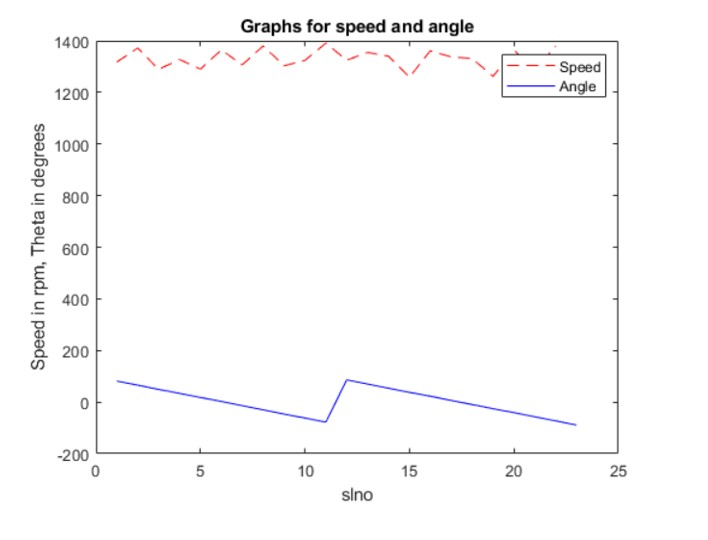 Graphs for speed and angle
1400
1200
1000
800
600
400
200
0
-200
Speed in rpm, Theta in degrees
Speed
Angle
0 5 10 15 20 25
slno